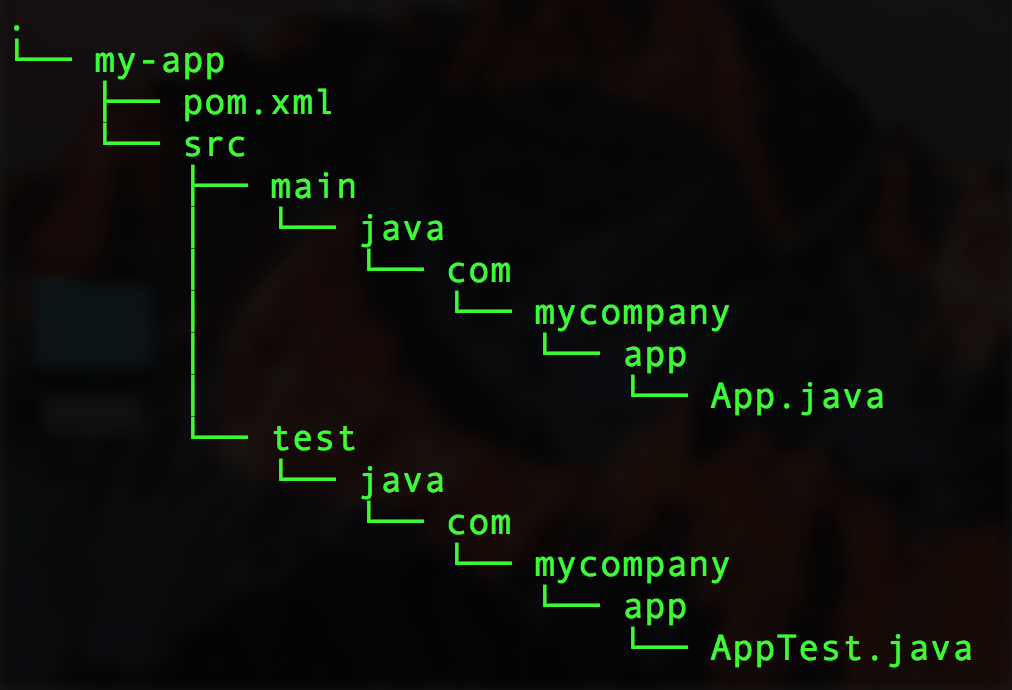 .
└── my-app
    ├── pom.xml
    └── src
        ├── main
        │   └── java
        │       └── com
        │           └── mycompany
        │               └── app
        │                   └── App.java
        └── test
            └── java
                └── com
                    └── mycompany
                        └── app
                            └── AppTest.java